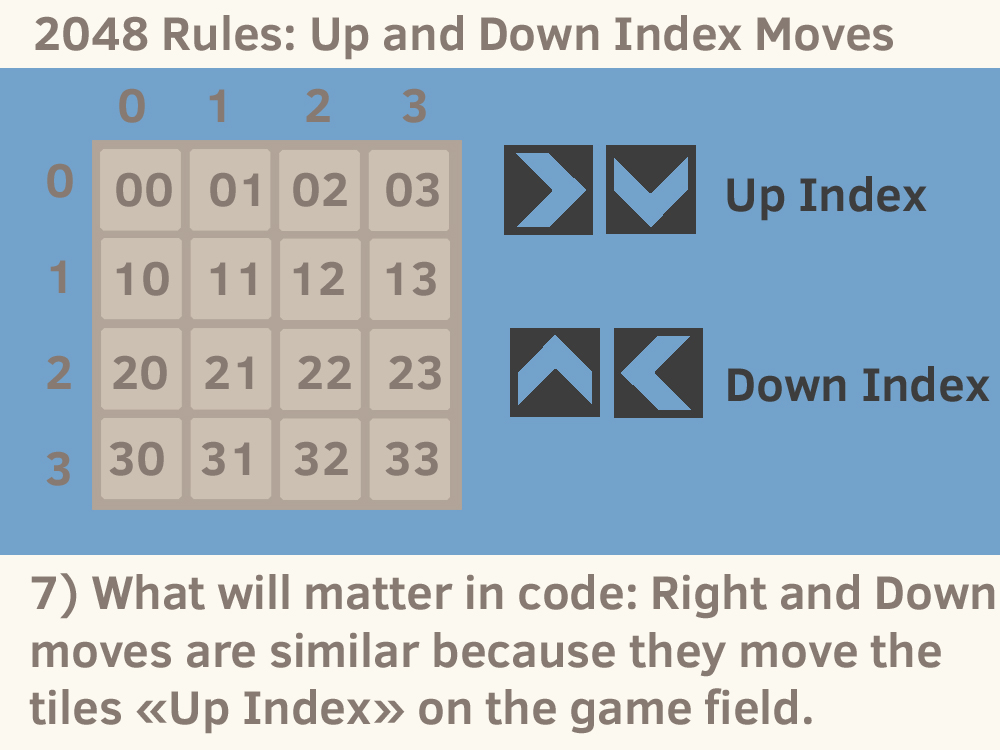 2048 Rules: Up and Down Index Moves
0 1 2 3
0 00 01 02 03
1 10 11 12 13
2 20 21 22 23
3 30 31 32 33
Up Index
Down Index
7) What will matter in code: Right and Down
moves are similar because they move the
tiles «Up Index» on the game field.